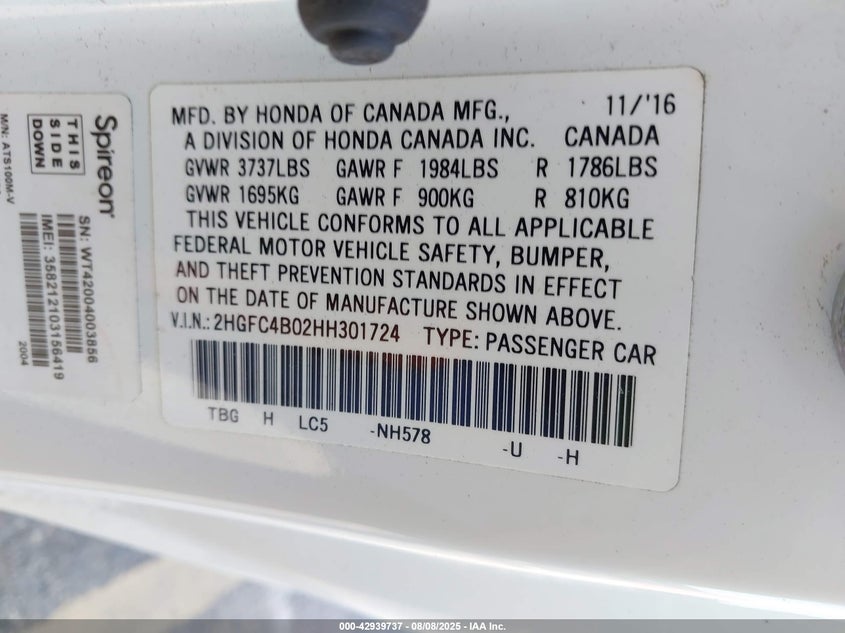 MFD. BY HONDA OF CANADA MFG., 11/'16
A DIVISION OF HONDA CANADA INC. CANADA
GVWR 3737LBS GAWR F 1984LBS R 1786LBS
GVWR 1695KG GAWR F 900KG R 810KG
THIS VEHICLE CONFORMS TO ALL APPLICABLE
FEDERAL MOTOR VEHICLE SAFETY, BUMPER,
AND THEFT PREVENTION STANDARDS IN EFFECT
ON THE DATE OF MANUFACTURE SHOWN ABOVE.
V.I.N.: 2HGFC4B02HH301724 TYPE: PASSENGER CAR
TBG H LC5 -NH578 -U -H
Spireon
THIS
SIDE
DOWN
M/N: ATS100M-V
SN: WT42004003856
IMEI: 358212103156419
2004
000-42939737 - 08/08/2025 - IAA Inc.